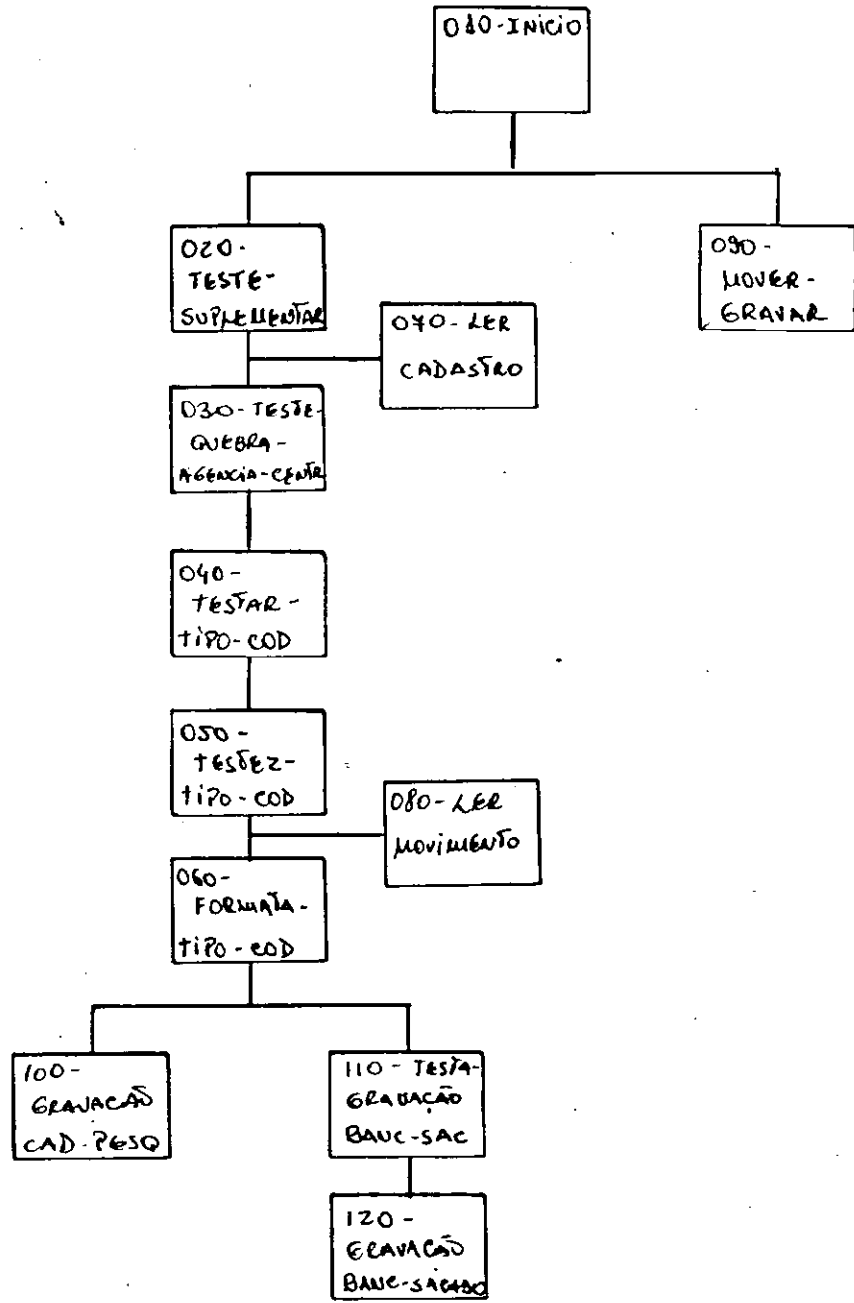 010-INÍCIO
020-
TESTE-
SUPLEMENTAR
090-
MOVER-
GRAVAR
070-LER
CADASTRO
030-TESTE-
QUEBRA-
AGENCIA-CENTR
040-
TESTAR-
TIPO-COD
050-
TESTE2-
TIPO-COD
080-LER
MOVIMENTO
060-
FORMATA-
TIPO-COD
100-
GRAVAÇÃO
CAD-PESQ
110-TESTA-
GRAVAÇÃO
BANC-SAC
120-
GRAVAÇÃO
BANC-SACADO